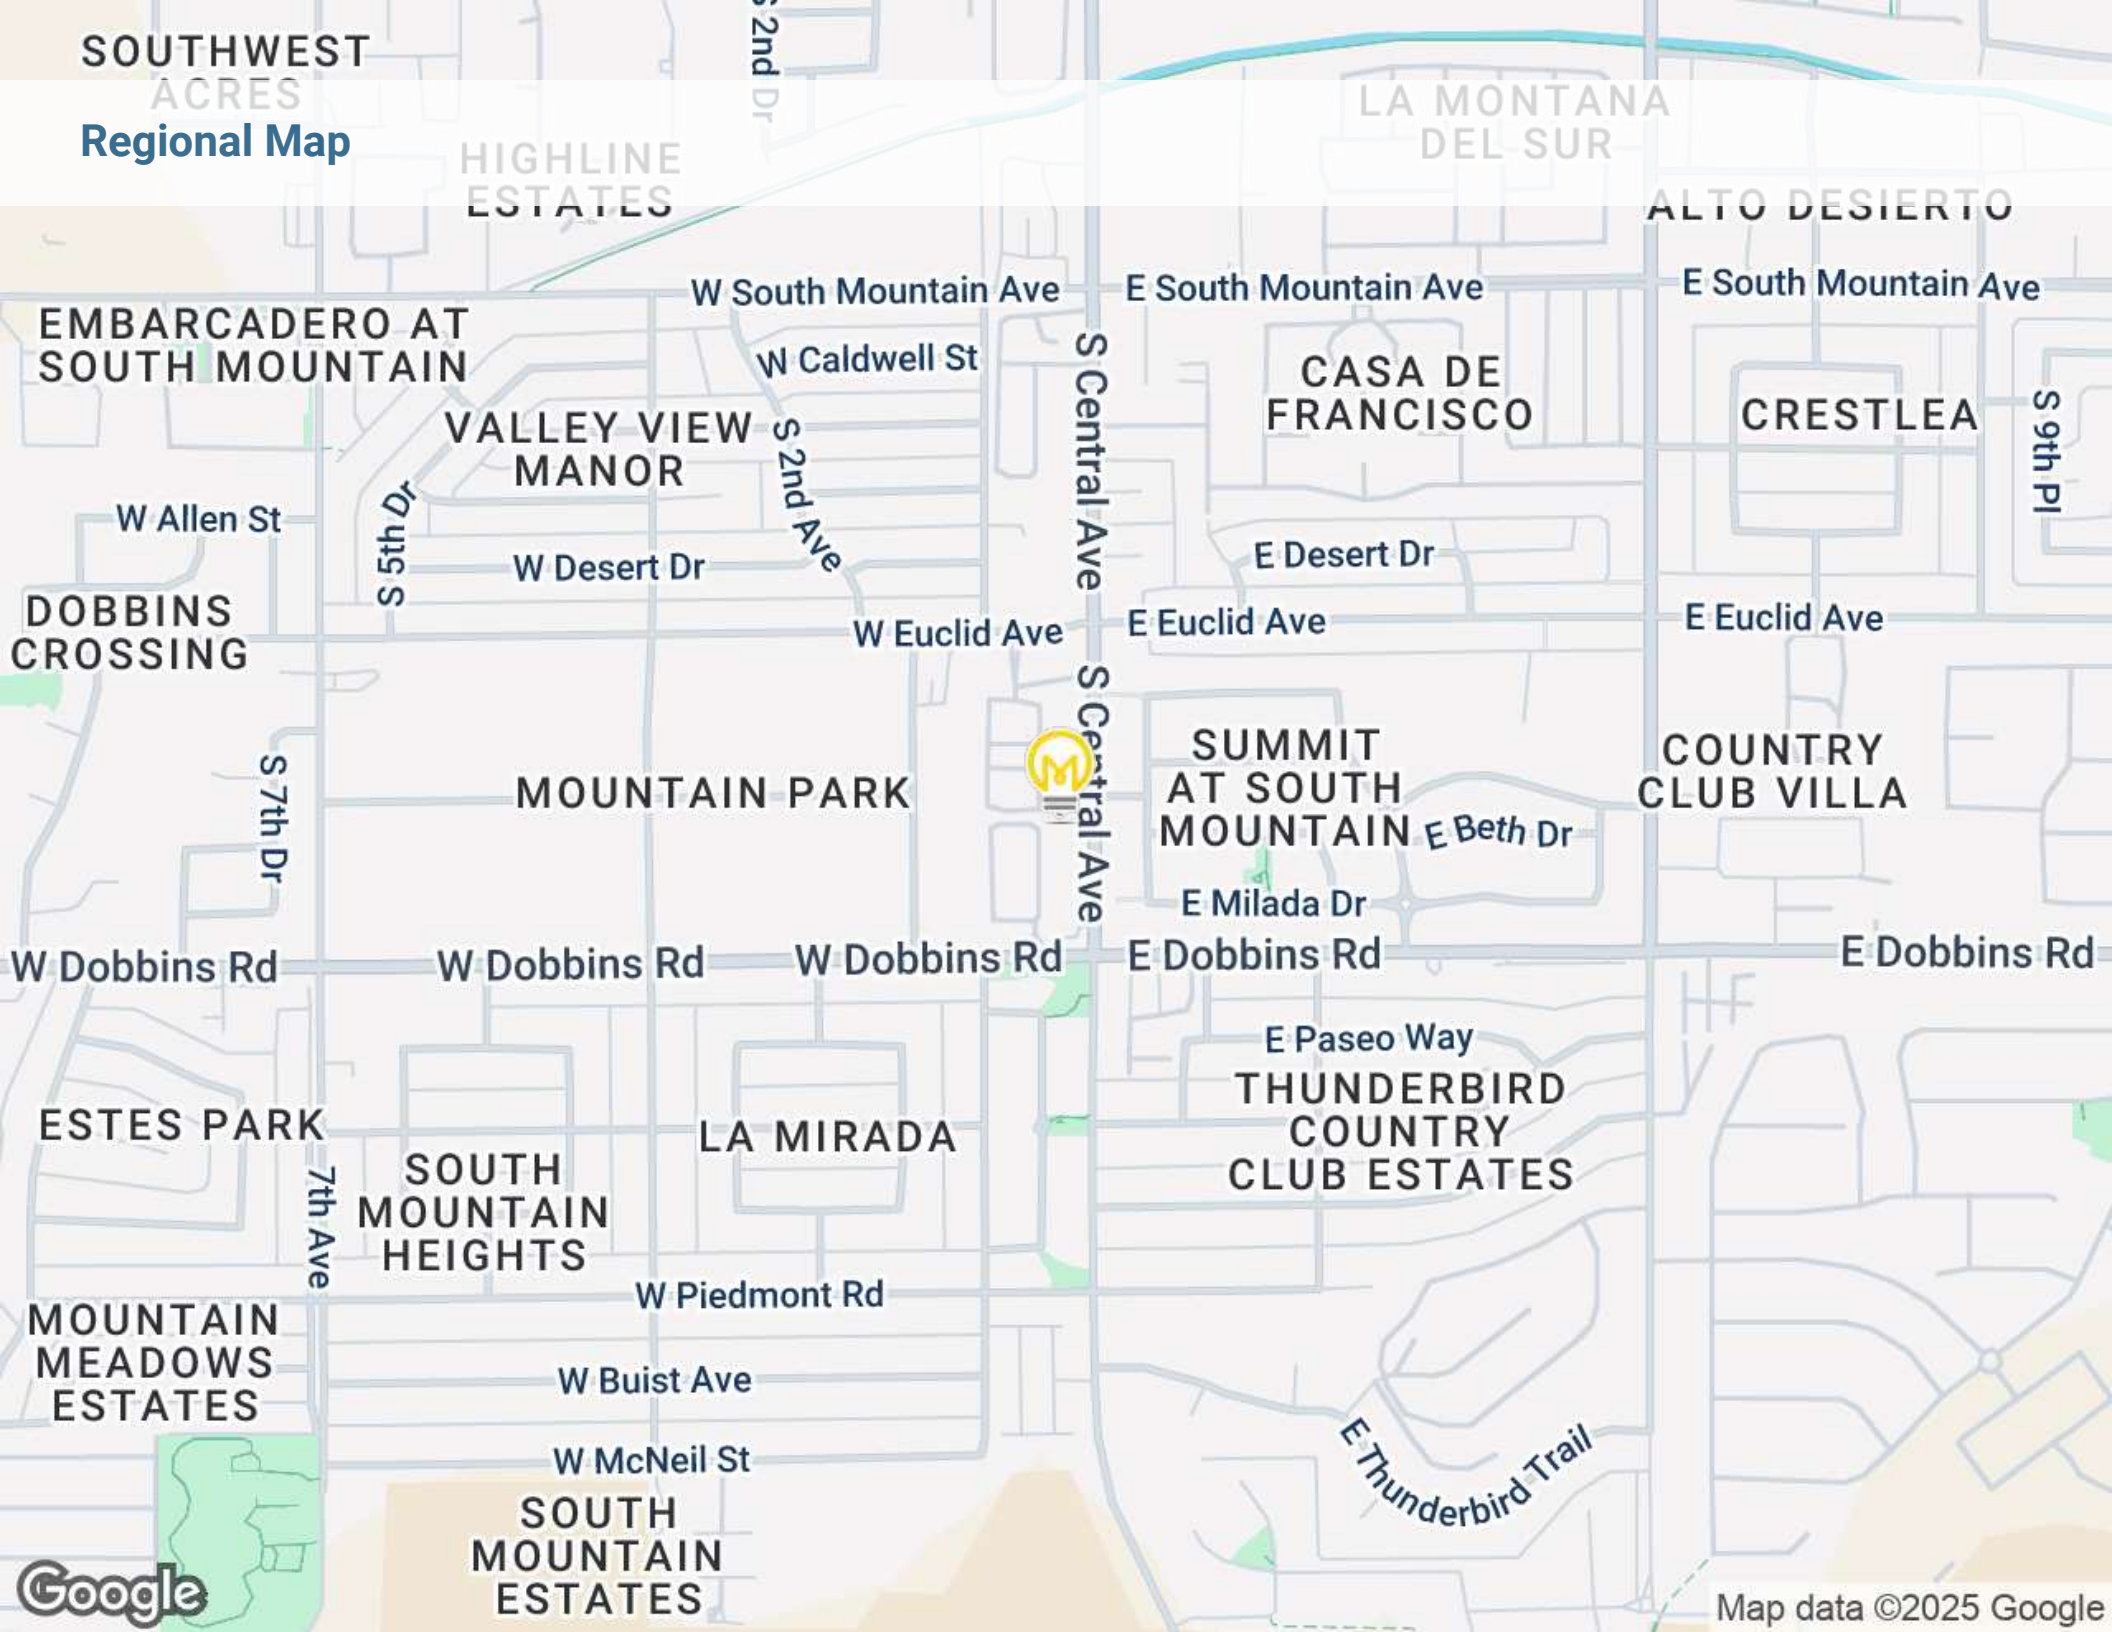 SOUTHWEST
ACRES
S 2nd Dr
Regional Map
HIGHLINE
ESTATES
LA MONTANA
DEL SUR
ALTO DESIERTO
W South Mountain Ave
E South Mountain Ave
E South Mountain Ave
EMBARCADERO AT
SOUTH MOUNTAIN
W Caldwell St
S Central Ave
CASA DE
FRANCISCO
CRESTLEA
S 9th Pl
VALLEY VIEW
MANOR
S 2nd Ave
W Allen St
S 5th Dr
W Desert Dr
E Desert Dr
DOBBINS
CROSSING
W Euclid Ave
E Euclid Ave
E Euclid Ave
S Central Ave
M
SUMMIT
AT SOUTH
MOUNTAIN
COUNTRY
CLUB VILLA
S 7th Dr
MOUNTAIN PARK
E Beth Dr
E Milada Dr
W Dobbins Rd
W Dobbins Rd
W Dobbins Rd
E Dobbins Rd
E Dobbins Rd
E Paseo Way
THUNDERBIRD
COUNTRY
CLUB ESTATES
ESTES PARK
LA MIRADA
7th Ave
SOUTH
MOUNTAIN
HEIGHTS
W Piedmont Rd
MOUNTAIN
MEADOWS
ESTATES
W Buist Ave
W McNeil St
E Thunderbird Trail
SOUTH
MOUNTAIN
ESTATES
Google
Map data ©2025 Google